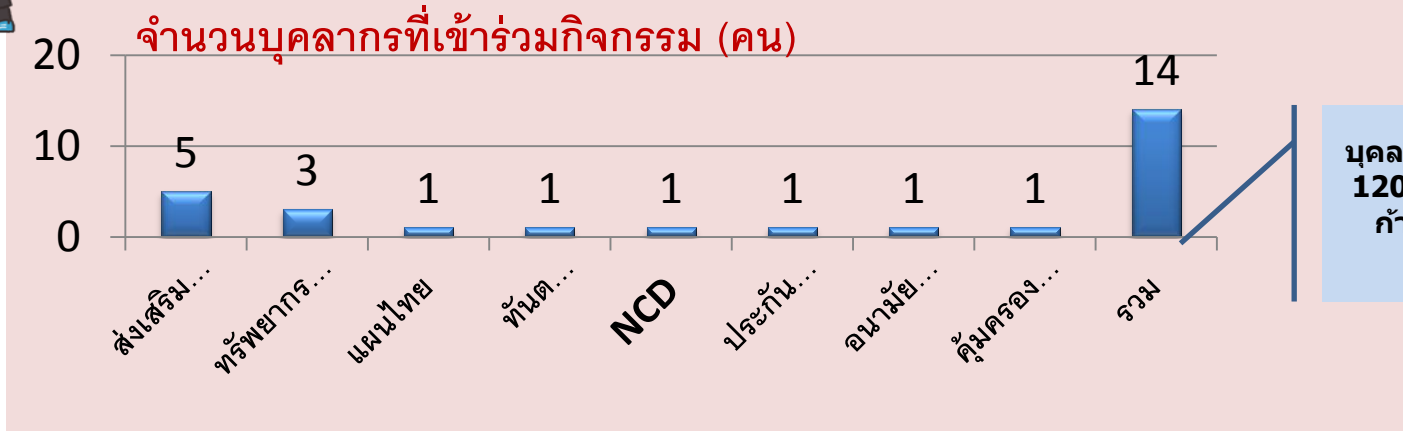 จำนวนบุคลากรที่เข้าร่วมกิจกรรม (คน)
20
10
0
5
3
1
1
1
1
1
1
14
ส่งเสริม...
ทรัพยากร...
แผนไทย
ทันต...
NCD
ประกัน...
อนามัย...
คุ้มครอง...
รวม
บุคล
120
ก้า